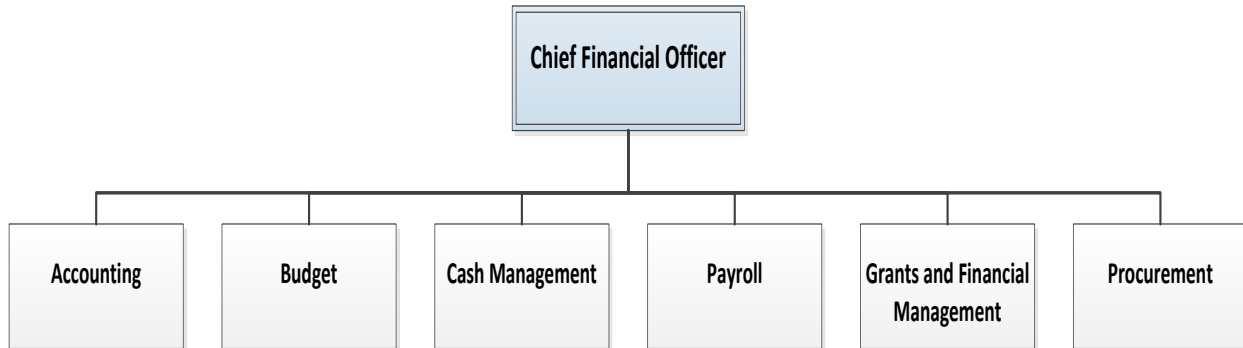 Chief Financial Officer
Accounting
Budget
Cash Management
Payroll
Grants and Financial
Management
Procurement